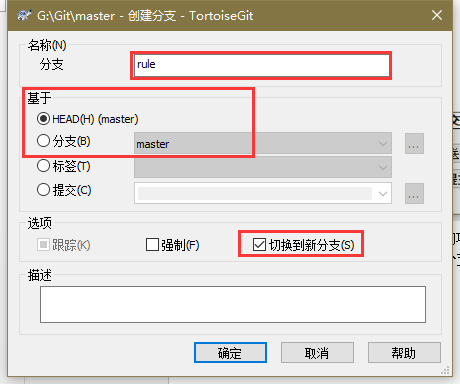 G:\Git\master - 创建分支 - TortoiseGit
名称(N)
分支 rule
基于
HEAD(H) (master)
分支(B) master ...
标签(T)
提交(C) ...
选项
跟踪(K) 强制(F) 切换到新分支(S)
描述
确定 取消 帮助